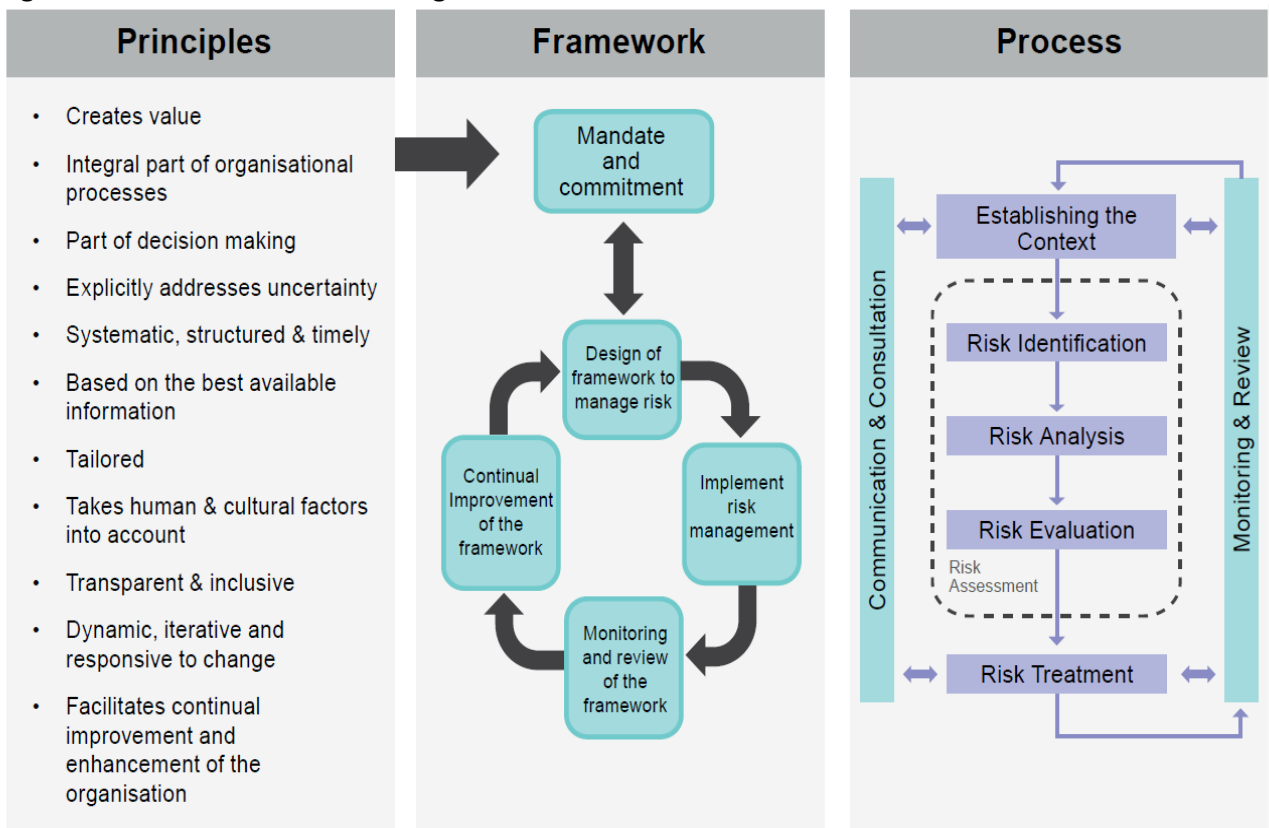 Principles
• Creates value
• Integral part of organisational
processes
• Part of decision making
• Explicitly addresses uncertainty
• Systematic, structured & timely
• Based on the best available
information
• Tailored
• Takes human & cultural factors
into account
• Transparent & inclusive
• Dynamic, iterative and
responsive to change
• Facilitates continual
improvement and
enhancement of the
organisation
Framework
Mandate
and
commitment
Design of
framework to
manage risk
Implement
risk
management
Monitoring
and review
of the
framework
Continual
Improvement
of the
framework
Process
Communication & Consultation
Establishing the
Context
Risk Identification
Risk Analysis
Risk Evaluation
Risk
Assessment
Risk Treatment
Monitoring & Review